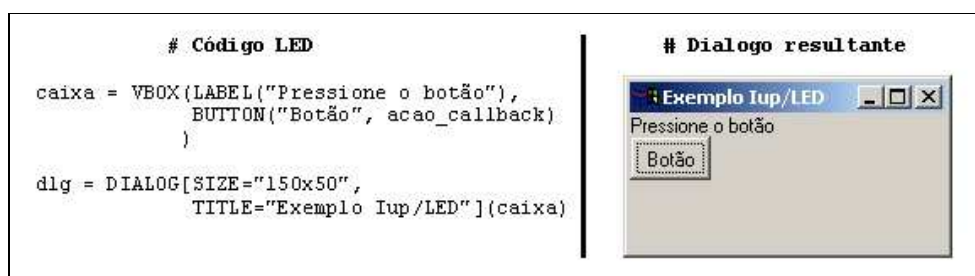 # Código LED
caixa = VBOX(LABEL("Pressione o botão"),
BUTTON("Botão", acao_callback)
)
dlg = DIALOG[SIZE="150x50",
TITLE="Exemplo Iup/LED"](caixa)
# Dialogo resultante
Exemplo Iup/LED
Pressione o botão
Botão